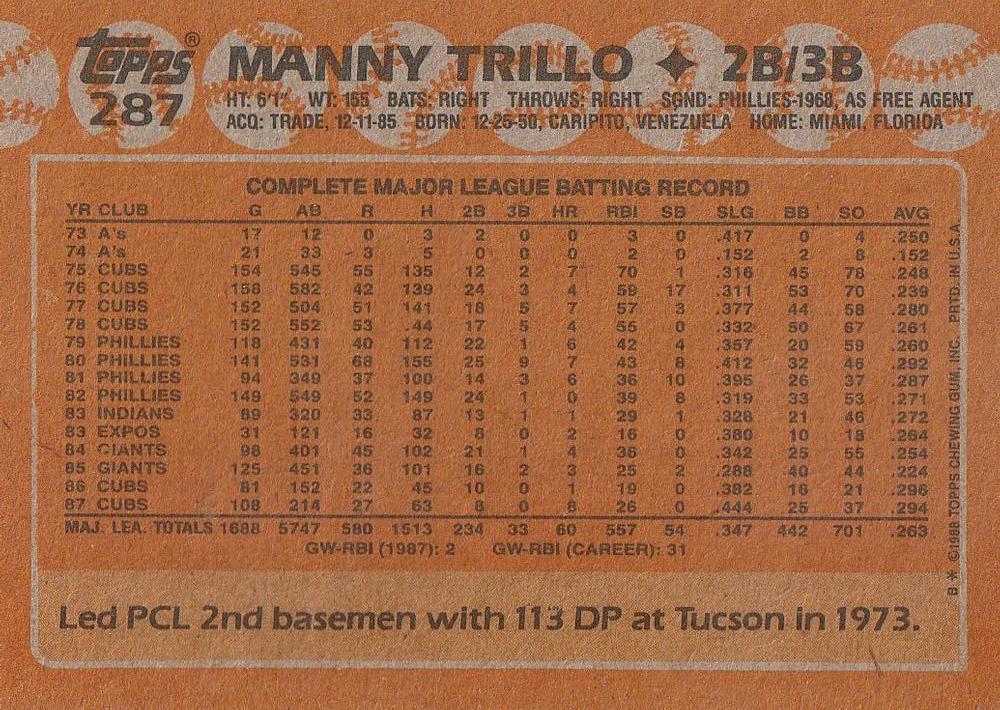 topps® MANNY TRILLO ✦ 2B/3B
287 HT: 6'1" WT: 165 BATS: RIGHT THROWS: RIGHT SGND: PHILLIES-1968, AS FREE AGENT
ACQ: TRADE, 12-11-85 BORN: 12-25-50, CARIPITO, VENEZUELA HOME: MIAMI, FLORIDA
COMPLETE MAJOR LEAGUE BATTING RECORD
YR CLUB G AB R H 2B 3B HR RBI SB SLG BB SO AVG
73 A's 17 12 0 3 2 0 0 3 0 .417 0 4 .250
74 A's 21 33 3 5 0 0 0 2 0 .152 2 8 .152
75 CUBS 154 545 55 135 12 2 7 70 1 .316 45 78 .248
76 CUBS 158 582 42 139 24 3 4 59 17 .311 53 70 .239
77 CUBS 152 504 51 141 18 5 7 57 3 .377 44 58 .280
78 CUBS 152 552 53 .44 17 5 4 55 0 .332 50 67 .261
79 PHILLIES 118 431 40 112 22 1 6 42 4 .357 20 59 .260
80 PHILLIES 141 531 68 155 25 9 7 43 8 .412 32 46 .292
81 PHILLIES 94 349 37 100 14 3 6 36 10 .395 26 37 .287
82 PHILLIES 149 549 52 149 24 1 0 39 8 .319 33 53 .271
83 INDIANS 89 320 33 87 13 1 1 29 1 .328 21 46 .272
83 EXPOS 31 121 16 32 8 0 2 16 0 .380 10 18 .264
84 GIANTS 98 401 45 102 21 1 4 36 0 .342 25 55 .254
85 GIANTS 125 451 36 101 16 2 3 25 2 .288 40 44 .224
86 CUBS 81 152 22 45 10 0 1 19 0 .382 16 21 .296
87 CUBS 108 214 27 63 8 0 8 26 0 .444 25 37 .294
MAJ. LEA. TOTALS 1688 5747 580 1513 234 33 60 557 54 .347 442 701 .263
GW-RBI (1987): 2 GW-RBI (CAREER): 31
Led PCL 2nd basemen with 113 DP at Tucson in 1973.
B * ©1988 TOPPS CHEWING GUM, INC. PRTD. IN U.S.A.